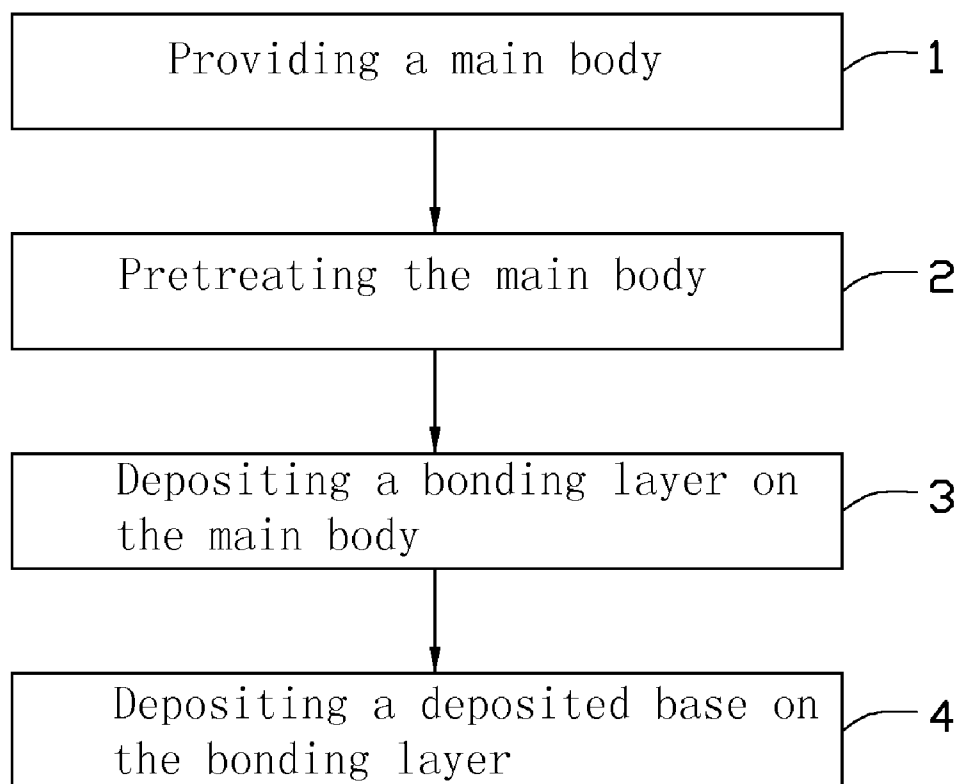 Providing a main body
1
Pretreating the main body
2
Depositing a bonding layer on
the main body
3
Depositing a deposited base on
the bonding layer
4